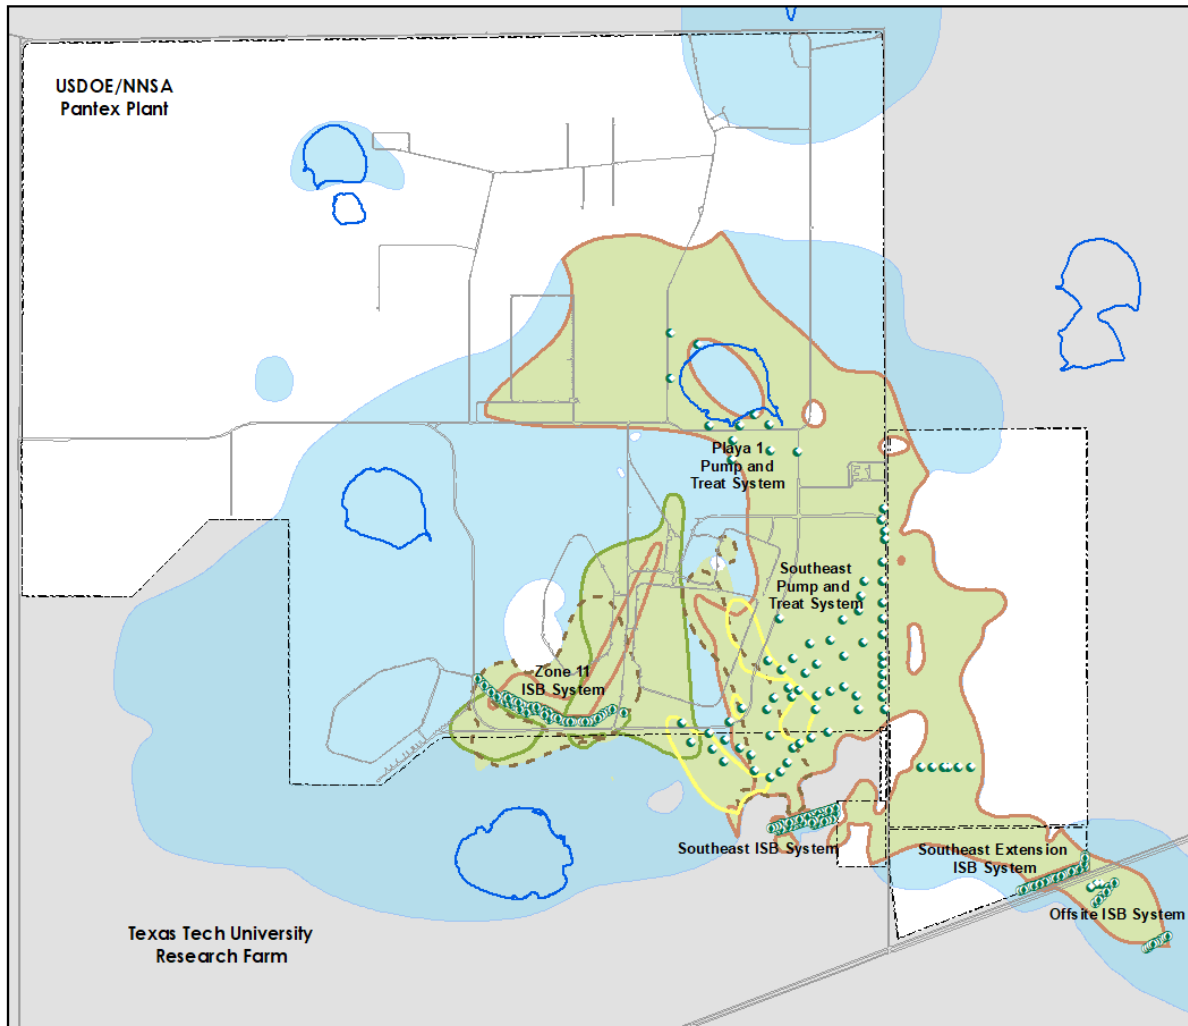 USDOE/NNSA
Pantex Plant
Playa 1
Pump and
Treat System
Southeast
Pump and
Treat System
Zone 11
ISB System
Southeast ISB System
Southeast Extension
ISB System
Offsite ISB System
Texas Tech University
Research Farm